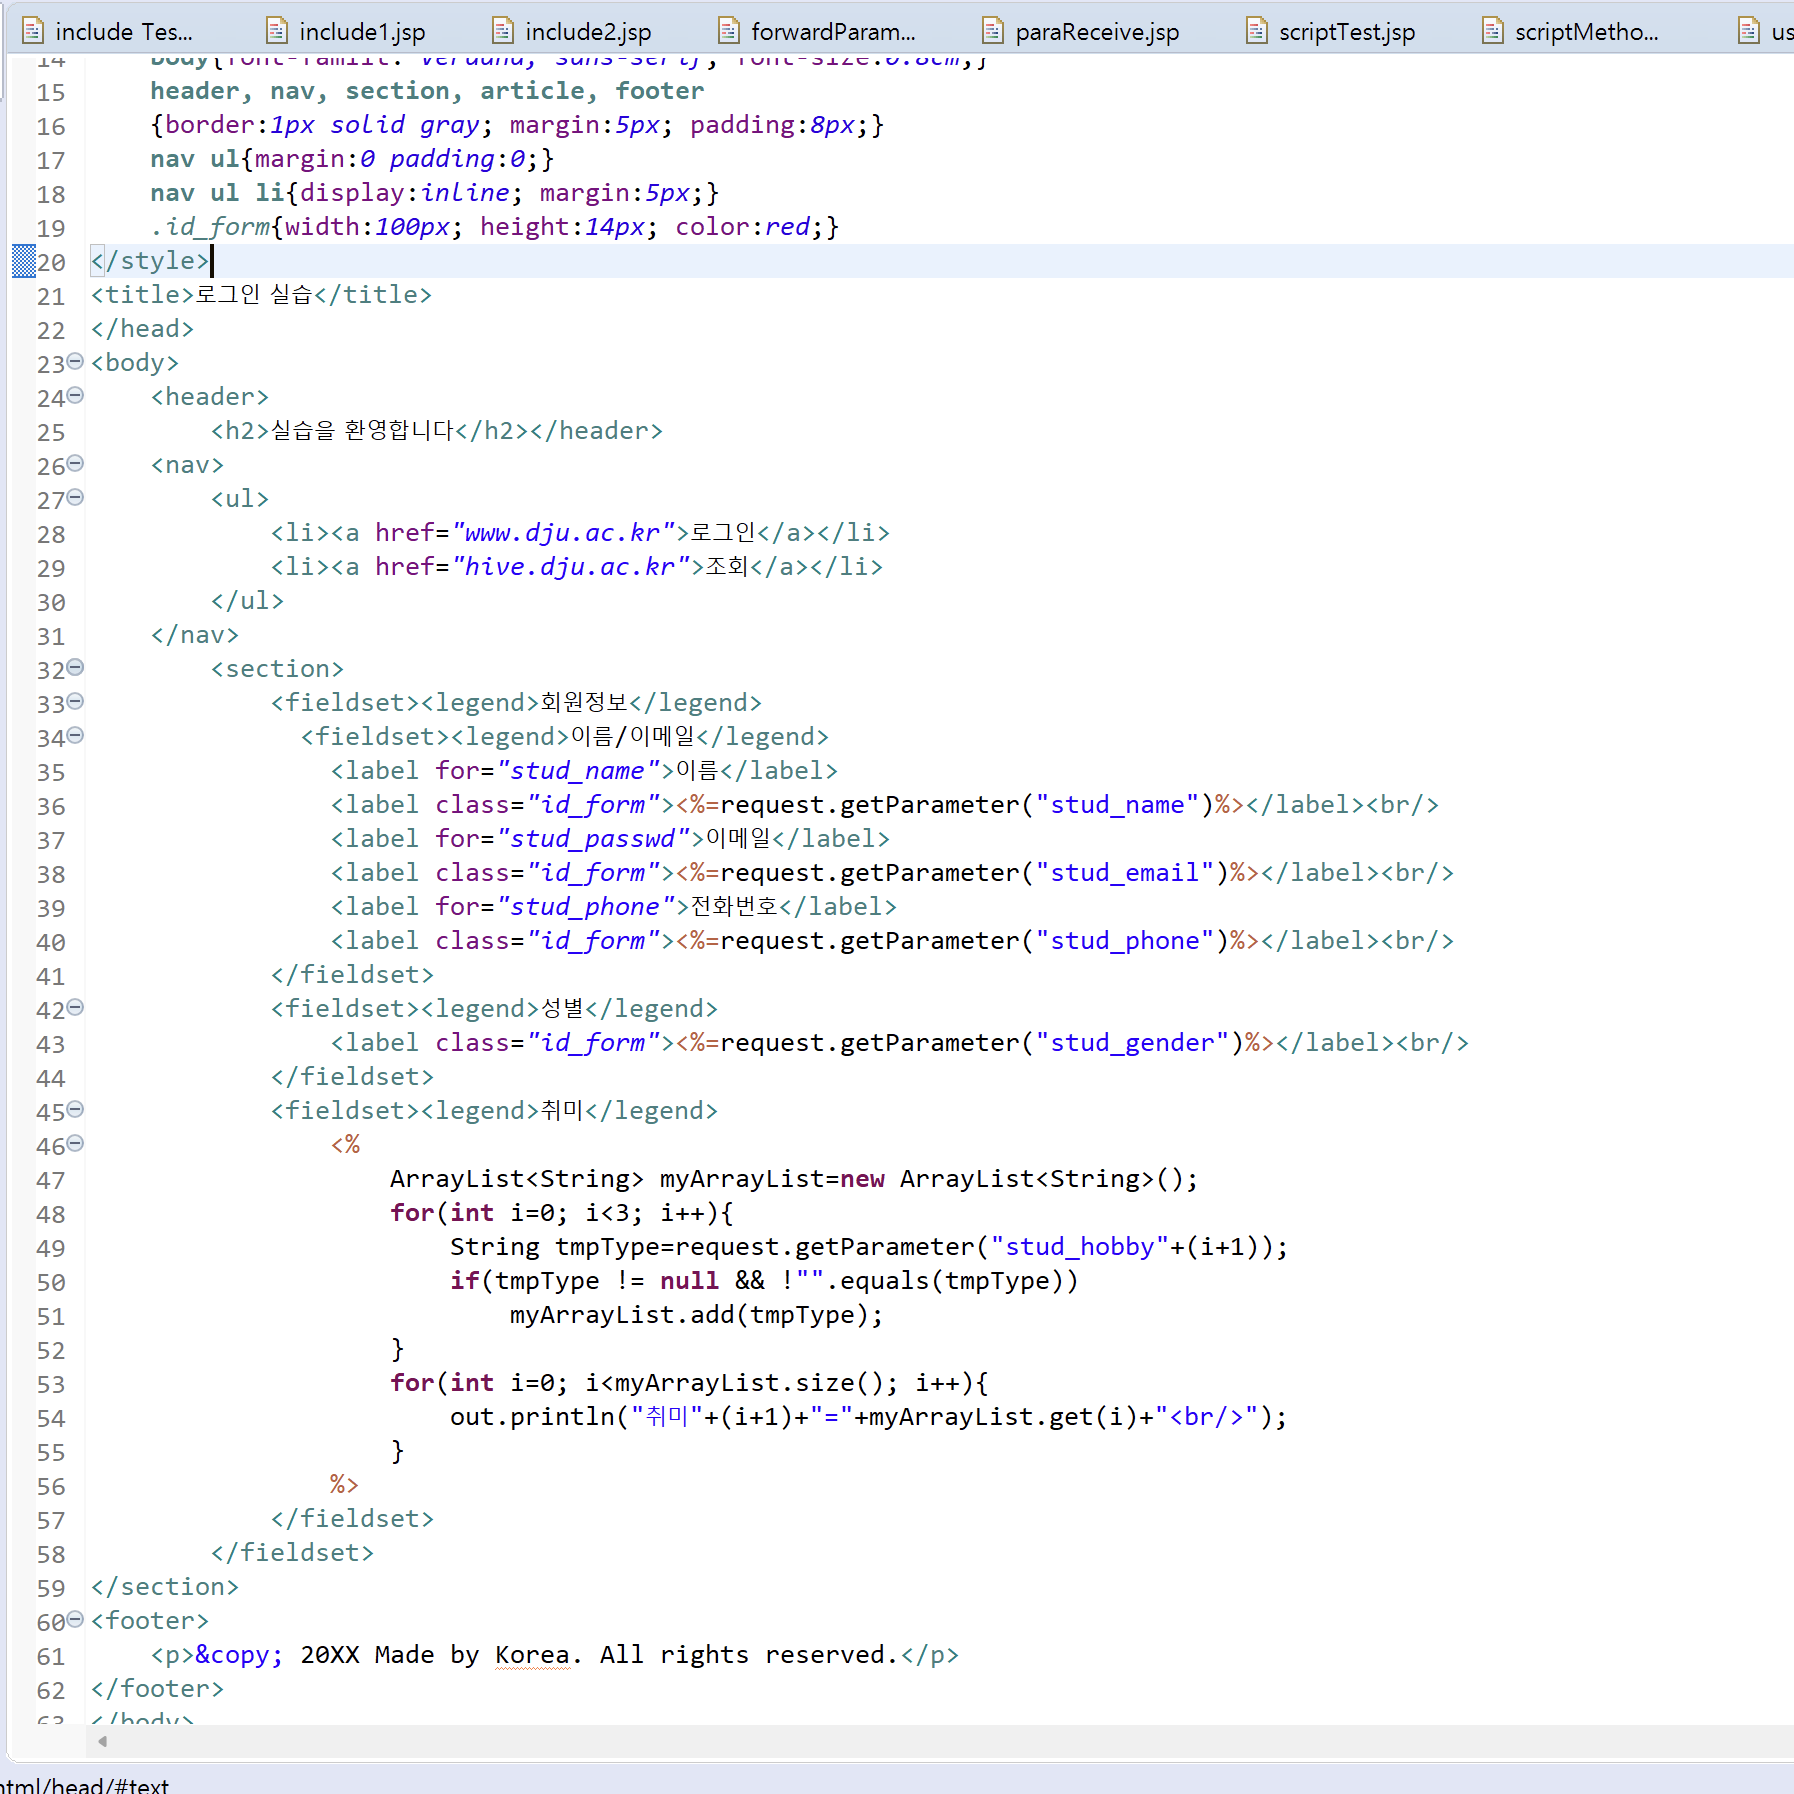 include Tes...
include1.jsp
include2.jsp
forwardParam...
paraReceive.jsp
scriptTest.jsp
scriptMetho...
us
14
15 header, nav, section, article, footer
16 {border:1px solid gray; margin:5px; padding:8px;}
17 nav ul{margin:0 padding:0;}
18 nav ul li{display:inline; margin:5px;}
19 .id_form{width:100px; height:14px; color:red;}
20 </style>
21 <title>로그인 실습</title>
22 </head>
23 <body>
24 <header>
25 <h2>실습을 환영합니다</h2></header>
26 <nav>
27 <ul>
28 <li><a href="www.dju.ac.kr">로그인</a></li>
29 <li><a href="hive.dju.ac.kr">조회</a></li>
30 </ul>
31 </nav>
32 <section>
33 <fieldset><legend>회원정보</legend>
34 <fieldset><legend>이름/이메일</legend>
35 <label for="stud_name">이름</label>
36 <label class="id_form"><%=request.getParameter("stud_name")%></label><br/>
37 <label for="stud_passwd">이메일</label>
38 <label class="id_form"><%=request.getParameter("stud_email")%></label><br/>
39 <label for="stud_phone">전화번호</label>
40 <label class="id_form"><%=request.getParameter("stud_phone")%></label><br/>
41 </fieldset>
42 <fieldset><legend>성별</legend>
43 <label class="id_form"><%=request.getParameter("stud_gender")%></label><br/>
44 </fieldset>
45 <fieldset><legend>취미</legend>
46 <%
47 ArrayList<String> myArrayList=new ArrayList<String>();
48 for(int i=0; i<3; i++){
49 String tmpType=request.getParameter("stud_hobby"+(i+1));
50 if(tmpType != null && !"".equals(tmpType))
51 myArrayList.add(tmpType);
52 }
53 for(int i=0; i<myArrayList.size(); i++){
54 out.println("취미"+(i+1)+"="+myArrayList.get(i)+"<br/>");
55 }
56 %>
57 </fieldset>
58 </fieldset>
59 </section>
60 <footer>
61 <p>&copy; 20XX Made by Korea. All rights reserved.</p>
62 </footer>
63 </body>
html/head/#text